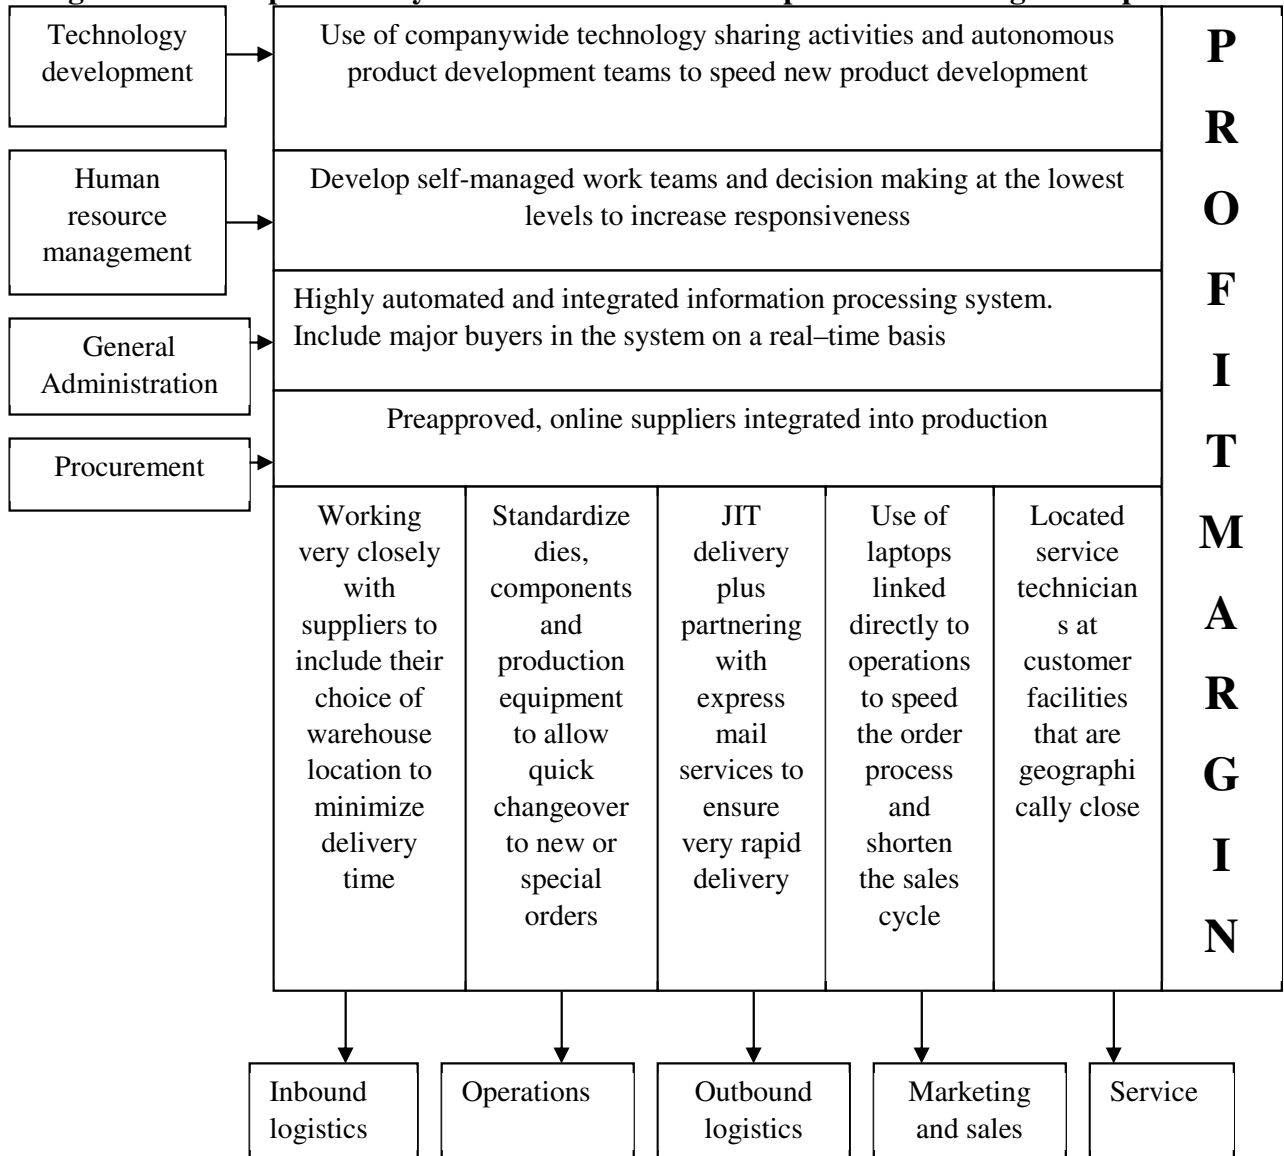 Technology
development
Use of companywide technology sharing activities and autonomous
product development teams to speed new product development
Human
resource
management
Develop self-managed work teams and decision making at the lowest
levels to increase responsiveness
General
Administration
Highly automated and integrated information processing system.
Include major buyers in the system on a real–time basis
Procurement
Preapproved, online suppliers integrated into production
Working
very closely
with
suppliers to
include their
choice of
warehouse
location to
minimize
delivery
time
Standardize
dies,
components
and
production
equipment
to allow
quick
changeover
to new or
special
orders
JIT
delivery
plus
partnering
with
express
mail
services to
ensure
very rapid
delivery
Use of
laptops
linked
directly to
operations
to speed
the order
process
and
shorten
the sales
cycle
Located
service
technician
s at
customer
facilities
that are
geographi
cally close
P
R
O
F
I
T
M
A
R
G
I
N
Inbound
logistics
Operations
Outbound
logistics
Marketing
and sales
Service